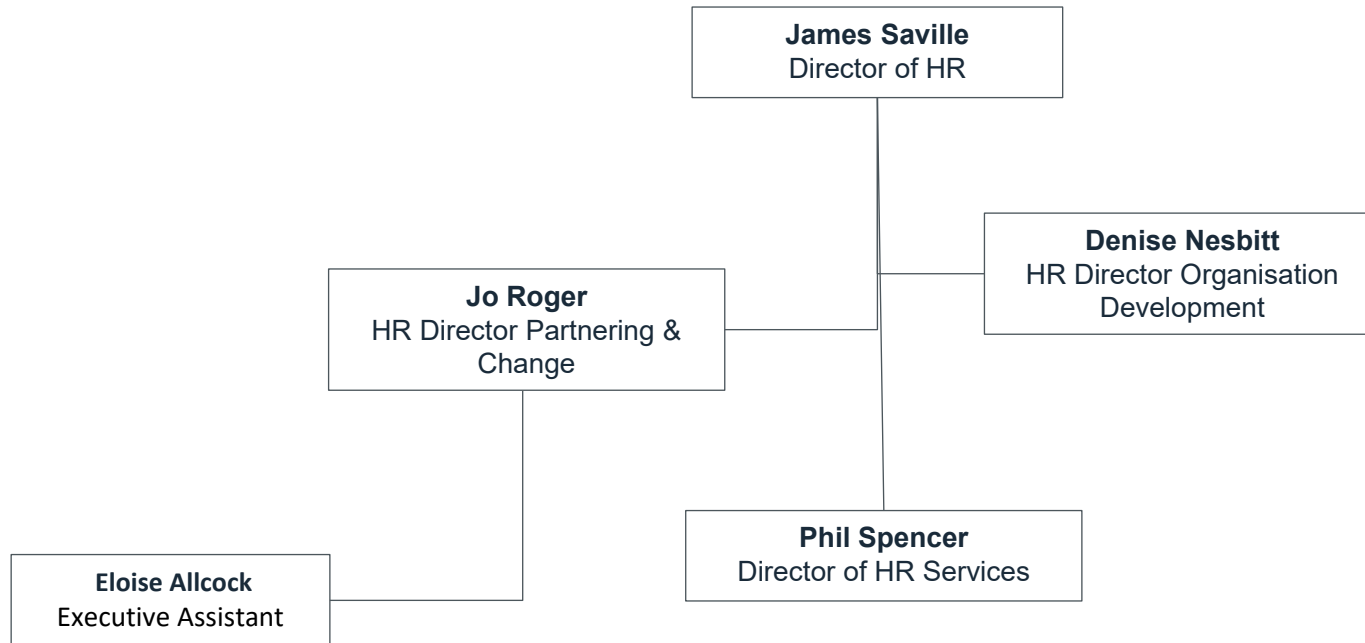 James Saville
Director of HR
Denise Nesbitt
HR Director Organisation
Development
Jo Roger
HR Director Partnering &
Change
Phil Spencer
Director of HR Services
Eloise Allcock
Executive Assistant